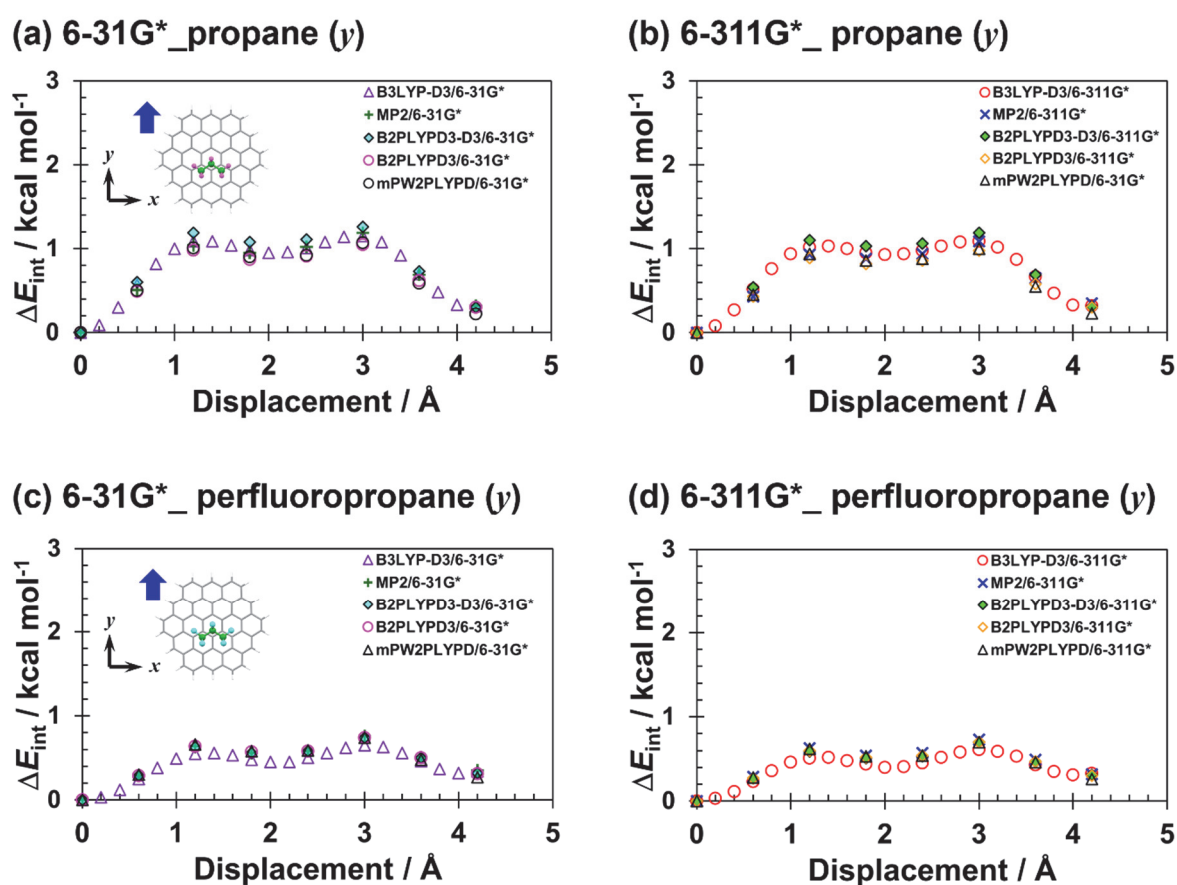 (a) 6-31G*_propane (y)
3
2
1
0
0 1 2 3 4 5
ΔE_int / kcal mol⁻¹
Displacement / Å
B3LYP-D3/6-31G*
MP2/6-31G*
B2PLYPD3-D3/6-31G*
B2PLYPD3/6-31G*
mPW2PLYPD/6-31G*
y
x
(b) 6-311G*_ propane (y)
3
2
1
0
0 1 2 3 4 5
ΔE_int / kcal mol⁻¹
Displacement / Å
B3LYP-D3/6-311G*
MP2/6-311G*
B2PLYPD3-D3/6-311G*
B2PLYPD3/6-311G*
mPW2PLYPD/6-31G*
(c) 6-31G*_ perfluoropropane (y)
3
2
1
0
0 1 2 3 4 5
ΔE_int / kcal mol⁻¹
Displacement / Å
B3LYP-D3/6-31G*
MP2/6-31G*
B2PLYPD3-D3/6-31G*
B2PLYPD3/6-31G*
mPW2PLYPD/6-31G*
y
x
(d) 6-311G*_ perfluoropropane (y)
3
2
1
0
0 1 2 3 4 5
ΔE_int / kcal mol⁻¹
Displacement / Å
B3LYP-D3/6-311G*
MP2/6-311G*
B2PLYPD3-D3/6-311G*
B2PLYPD3/6-311G*
mPW2PLYPD/6-311G*